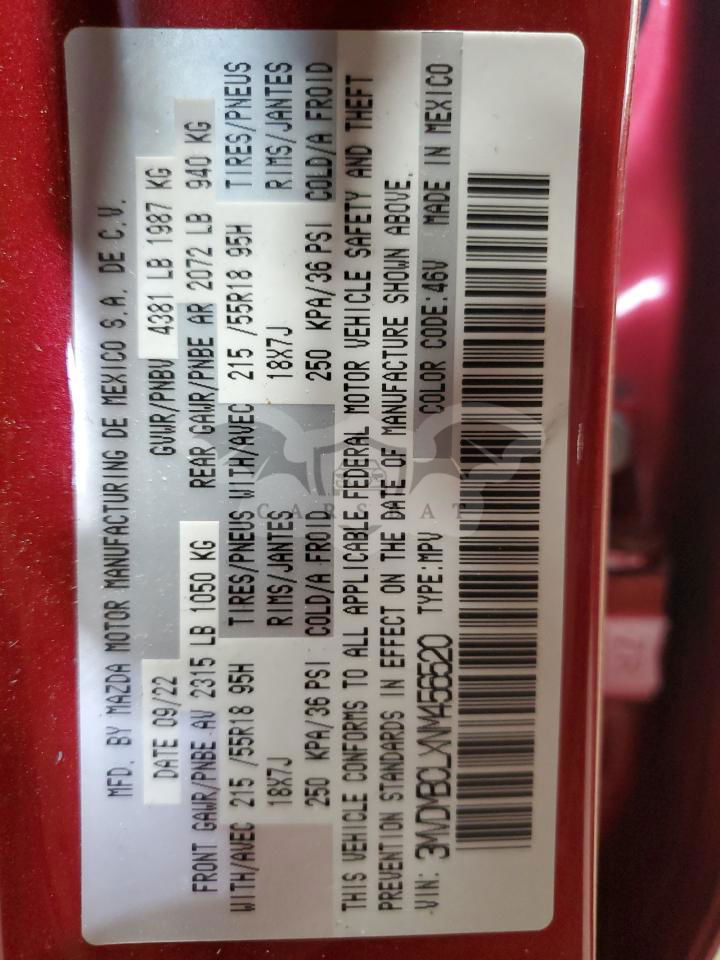 MFD. BY MAZDA MOTOR MANUFACTURING DE MEXICO S.A. DE C.V.
DATE 09/22 GVWR/PNBV 4381 LB 1987 KG
FRONT GAWR/PNBE AV 2315 LB 1050 KG REAR GAWR/PNBE AR 2072 LB 940 KG
WITH/AVEC 215 /55R18 95H TIRES/PNEUS WITH/AVEC 215 /55R18 95H TIRES/PNEUS
18X7J RIMS/JANTES 18X7J RIMS/JANTES
250 KPA/36 PSI COLD/A FROID 250 KPA/36 PSI COLD/A FROID
THIS VEHICLE CONFORMS TO ALL APPLICABLE FEDERAL MOTOR VEHICLE SAFETY AND THEFT
PREVENTION STANDARDS IN EFFECT ON THE DATE OF MANUFACTURE SHOWN ABOVE.
VIN: 3MVDMBCLXNM456520 TYPE:MPV COLOR CODE:46V MADE IN MEXICO